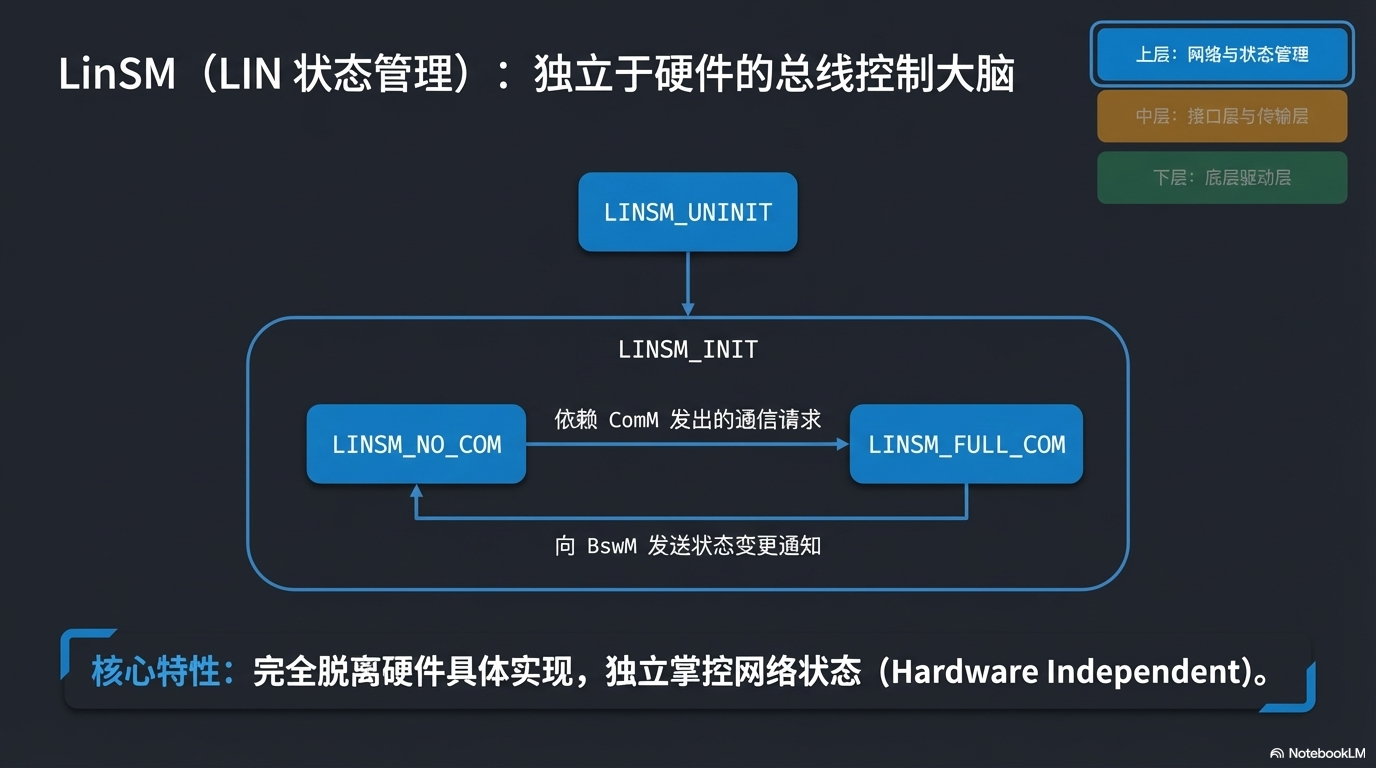 LinSM（LIN 状态管理）：独立于硬件的总线控制大脑
上层：网络与状态管理
中层：接口层与传输层
下层：底层驱动层
LINSM_UNINIT
LINSM_INIT
LINSM_NO_COM
依赖 ComM 发出的通信请求
LINSM_FULL_COM
向 BswM 发送状态变更通知
核心特性：完全脱离硬件具体实现，独立掌控网络状态（Hardware Independent）。
NotebookLM